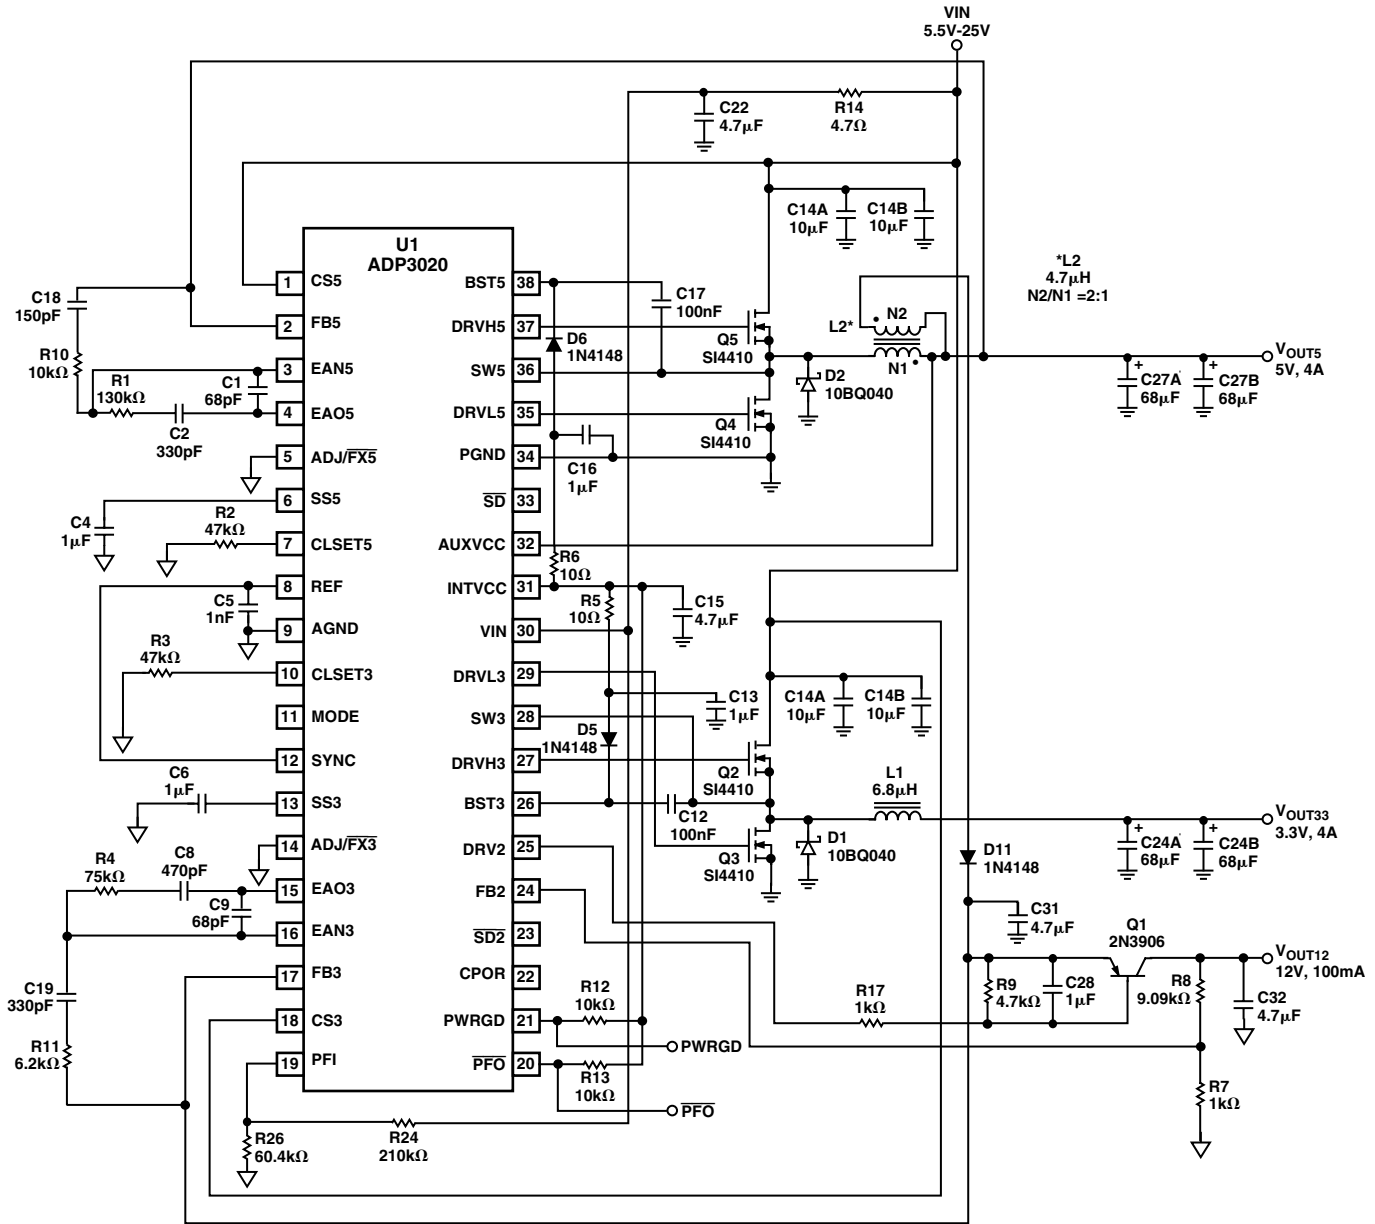 VIN
5.5V-25V
C22
4.7µF
R14
4.7Ω
C14A
10µF
C14B
10µF
U1
ADP3020
*L2
4.7µH
N2/N1 =2:1
C18
150pF
R10
10kΩ
R1
130kΩ
C1
68pF
C2
330pF
C4
1µF
R2
47kΩ
C5
1nF
R3
47kΩ
C6
1µF
R4
75kΩ
C8
470pF
C9
68pF
C19
330pF
R11
6.2kΩ
R26
60.4kΩ
R24
210kΩ
1 CS5
2 FB5
3 EAN5
4 EAO5
5 ADJ/FX5
6 SS5
7 CLSET5
8 REF
9 AGND
10 CLSET3
11 MODE
12 SYNC
13 SS3
14 ADJ/FX3
15 EAO3
16 EAN3
17 FB3
18 CS3
19 PFI
BST5 38
DRVH5 37
SW5 36
DRVL5 35
PGND 34
SD 33
AUXVCC 32
INTVCC 31
VIN 30
DRVL3 29
SW3 28
DRVH3 27
BST3 26
DRV2 25
FB2 24
SD2 23
CPOR 22
PWRGD 21
PFO 20
C17
100nF
D6
1N4148
Q5
SI4410
L2*
N2
N1
D2
10BQ040
Q4
SI4410
C16
1µF
C27A
68µF
+
C27B
68µF
+
VOUT5
5V, 4A
R6
10Ω
R5
10Ω
C15
4.7µF
C13
1µF
D5
1N4148
C14A
10µF
C14B
10µF
Q2
SI4410
L1
6.8µH
C12
100nF
Q3
SI4410
D1
10BQ040
D11
1N4148
C24A
68µF
+
C24B
68µF
+
VOUT33
3.3V, 4A
C31
4.7µF
Q1
2N3906
VOUT12
12V, 100mA
R17
1kΩ
R9
4.7kΩ
C28
1µF
R8
9.09kΩ
C32
4.7µF
R7
1kΩ
R12
10kΩ
PWRGD
R13
10kΩ
PFO